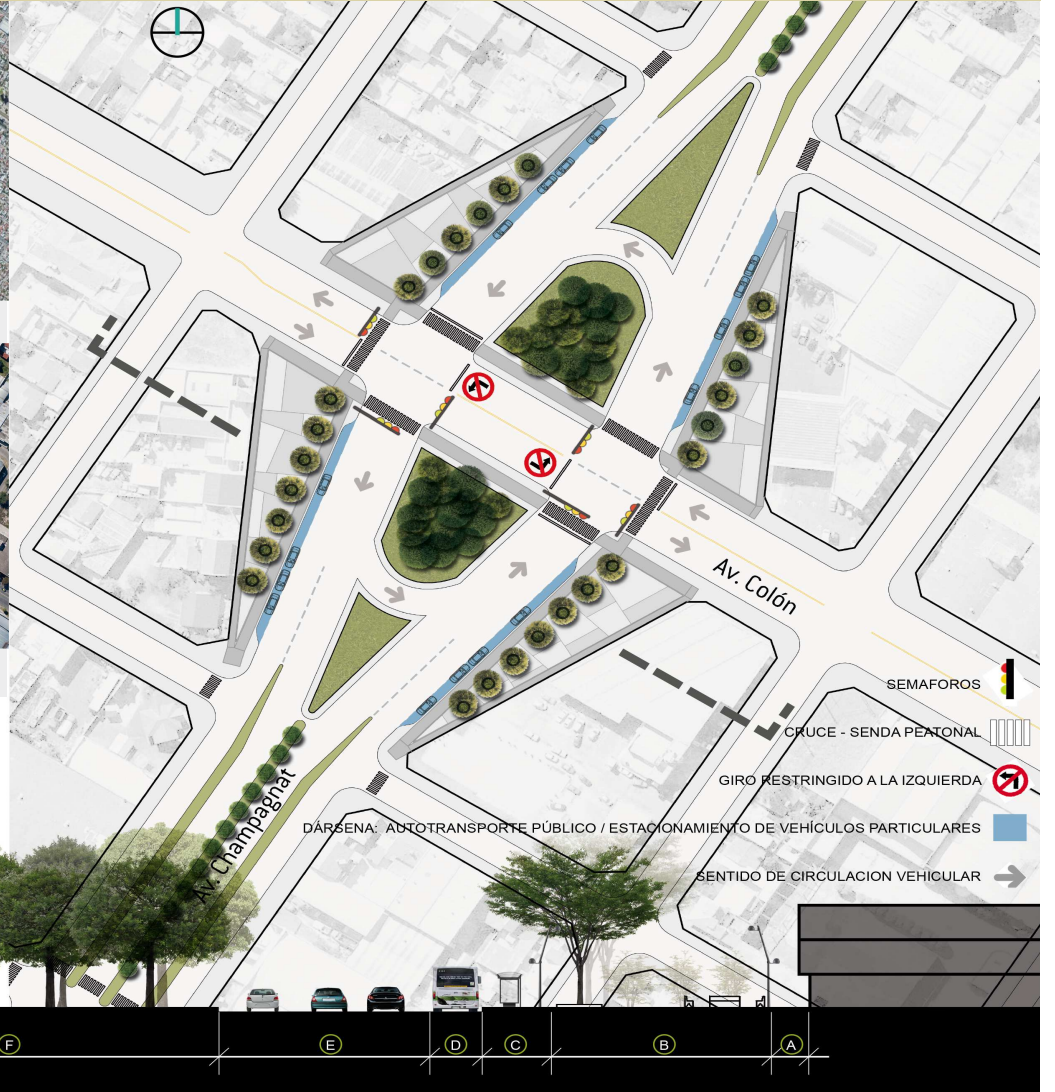 Av. Colón
SEMAFOROS
CRUCE - SENDA PEATONAL
GIRO RESTRINGIDO A LA IZQUIERDA
DÁRSENA: AUTOTRANSPORTE PÚBLICO / ESTACIONAMIENTO DE VEHÍCULOS PARTICULARES
SENTIDO DE CIRCULACION VEHICULAR
Av. Champagnat
F E D C B A